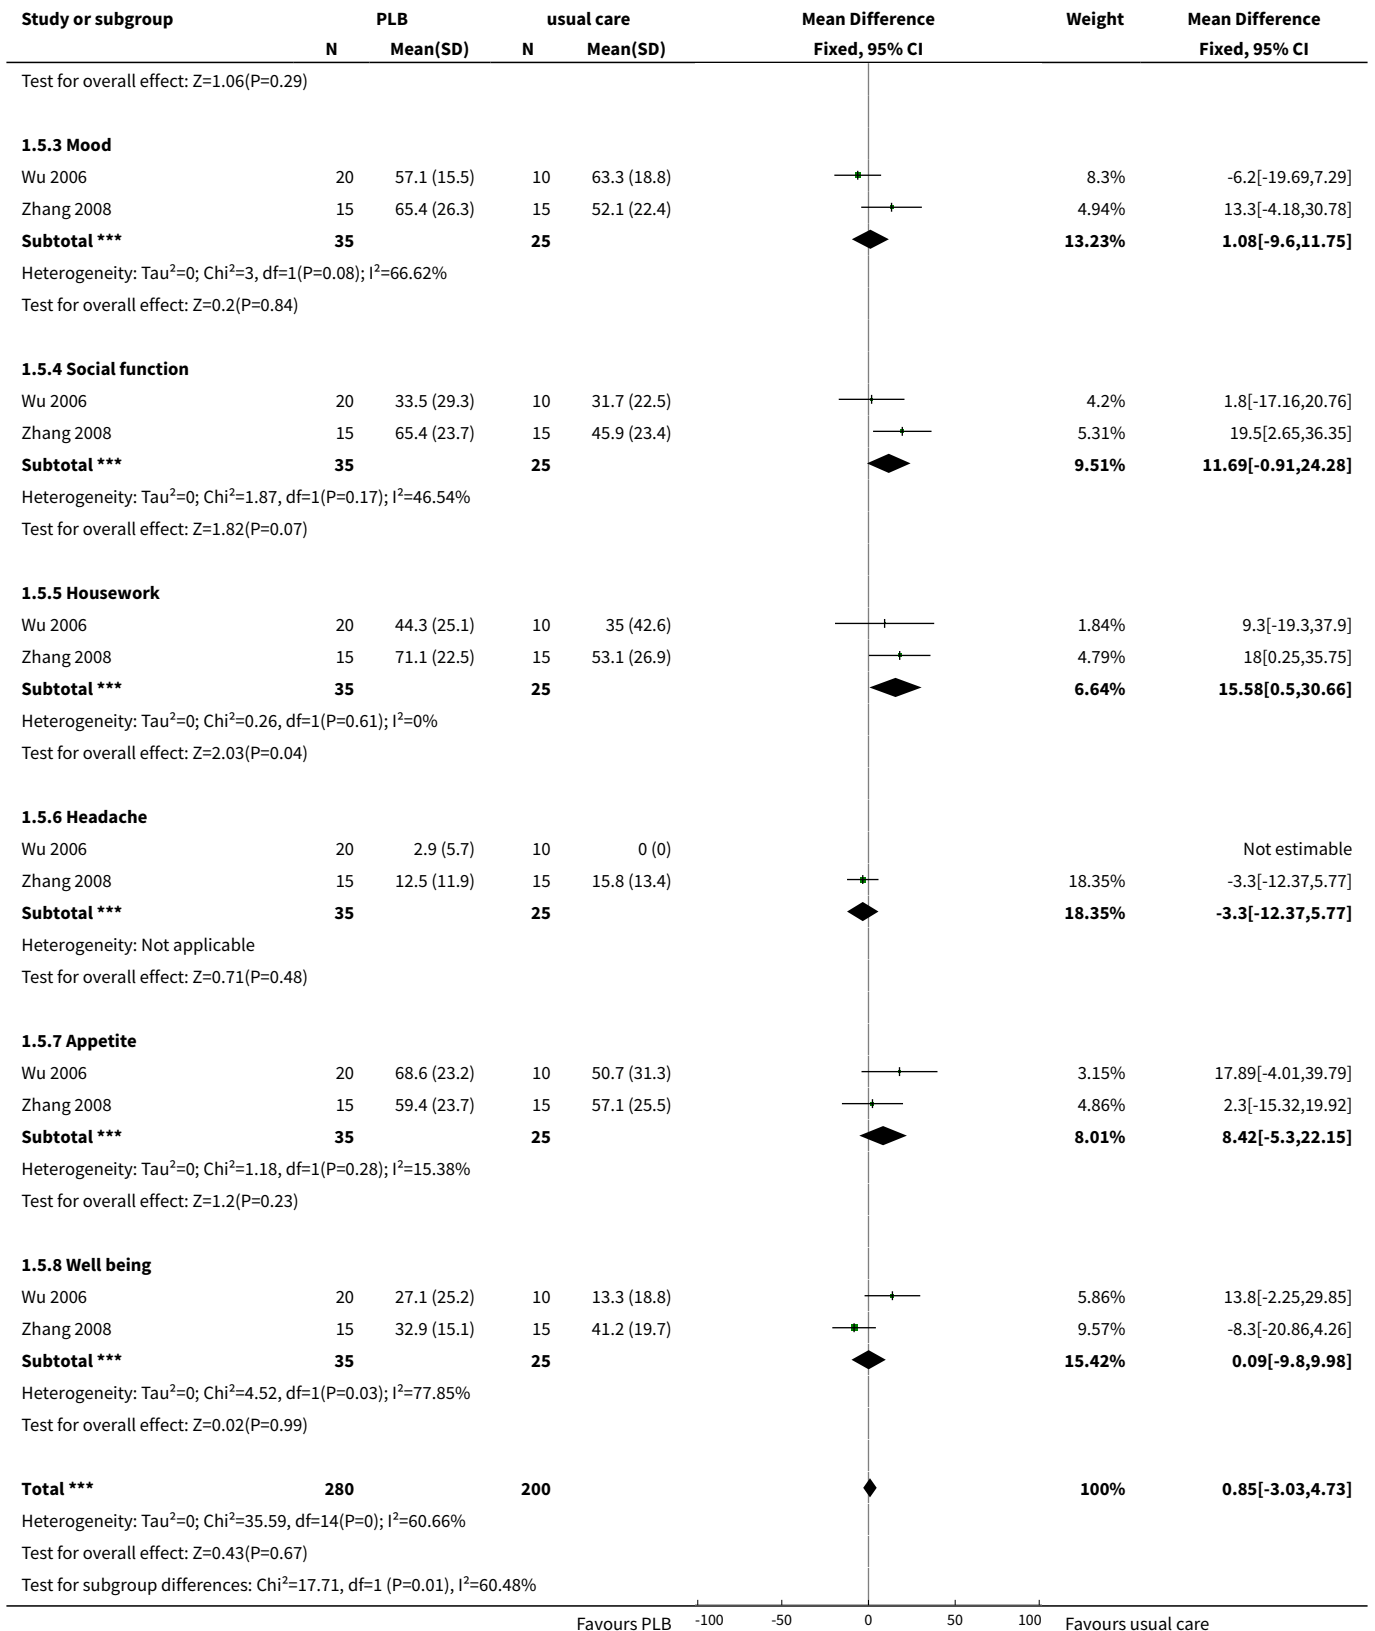 Study or subgroup PLB usual care Mean Difference Weight Mean Difference
N Mean(SD) N Mean(SD) Fixed, 95% CI Fixed, 95% CI
Test for overall effect: Z=1.06(P=0.29)
1.5.3 Mood
Wu 2006 20 57.1 (15.5) 10 63.3 (18.8) 8.3% -6.2[-19.69,7.29]
Zhang 2008 15 65.4 (26.3) 15 52.1 (22.4) 4.94% 13.3[-4.18,30.78]
Subtotal *** 35 25 13.23% 1.08[-9.6,11.75]
Heterogeneity: Tau²=0; Chi²=3, df=1(P=0.08); I²=66.62%
Test for overall effect: Z=0.2(P=0.84)
1.5.4 Social function
Wu 2006 20 33.5 (29.3) 10 31.7 (22.5) 4.2% 1.8[-17.16,20.76]
Zhang 2008 15 65.4 (23.7) 15 45.9 (23.4) 5.31% 19.5[2.65,36.35]
Subtotal *** 35 25 9.51% 11.69[-0.91,24.28]
Heterogeneity: Tau²=0; Chi²=1.87, df=1(P=0.17); I²=46.54%
Test for overall effect: Z=1.82(P=0.07)
1.5.5 Housework
Wu 2006 20 44.3 (25.1) 10 35 (42.6) 1.84% 9.3[-19.3,37.9]
Zhang 2008 15 71.1 (22.5) 15 53.1 (26.9) 4.79% 18[0.25,35.75]
Subtotal *** 35 25 6.64% 15.58[0.5,30.66]
Heterogeneity: Tau²=0; Chi²=0.26, df=1(P=0.61); I²=0%
Test for overall effect: Z=2.03(P=0.04)
1.5.6 Headache
Wu 2006 20 2.9 (5.7) 10 0 (0) Not estimable
Zhang 2008 15 12.5 (11.9) 15 15.8 (13.4) 18.35% -3.3[-12.37,5.77]
Subtotal *** 35 25 18.35% -3.3[-12.37,5.77]
Heterogeneity: Not applicable
Test for overall effect: Z=0.71(P=0.48)
1.5.7 Appetite
Wu 2006 20 68.6 (23.2) 10 50.7 (31.3) 3.15% 17.89[-4.01,39.79]
Zhang 2008 15 59.4 (23.7) 15 57.1 (25.5) 4.86% 2.3[-15.32,19.92]
Subtotal *** 35 25 8.01% 8.42[-5.3,22.15]
Heterogeneity: Tau²=0; Chi²=1.18, df=1(P=0.28); I²=15.38%
Test for overall effect: Z=1.2(P=0.23)
1.5.8 Well being
Wu 2006 20 27.1 (25.2) 10 13.3 (18.8) 5.86% 13.8[-2.25,29.85]
Zhang 2008 15 32.9 (15.1) 15 41.2 (19.7) 9.57% -8.3[-20.86,4.26]
Subtotal *** 35 25 15.42% 0.09[-9.8,9.98]
Heterogeneity: Tau²=0; Chi²=4.52, df=1(P=0.03); I²=77.85%
Test for overall effect: Z=0.02(P=0.99)
Total *** 280 200 100% 0.85[-3.03,4.73]
Heterogeneity: Tau²=0; Chi²=35.59, df=14(P=0); I²=60.66%
Test for overall effect: Z=0.43(P=0.67)
Test for subgroup differences: Chi²=17.71, df=1 (P=0.01), I²=60.48%
Favours PLB -100 -50 0 50 100 Favours usual care